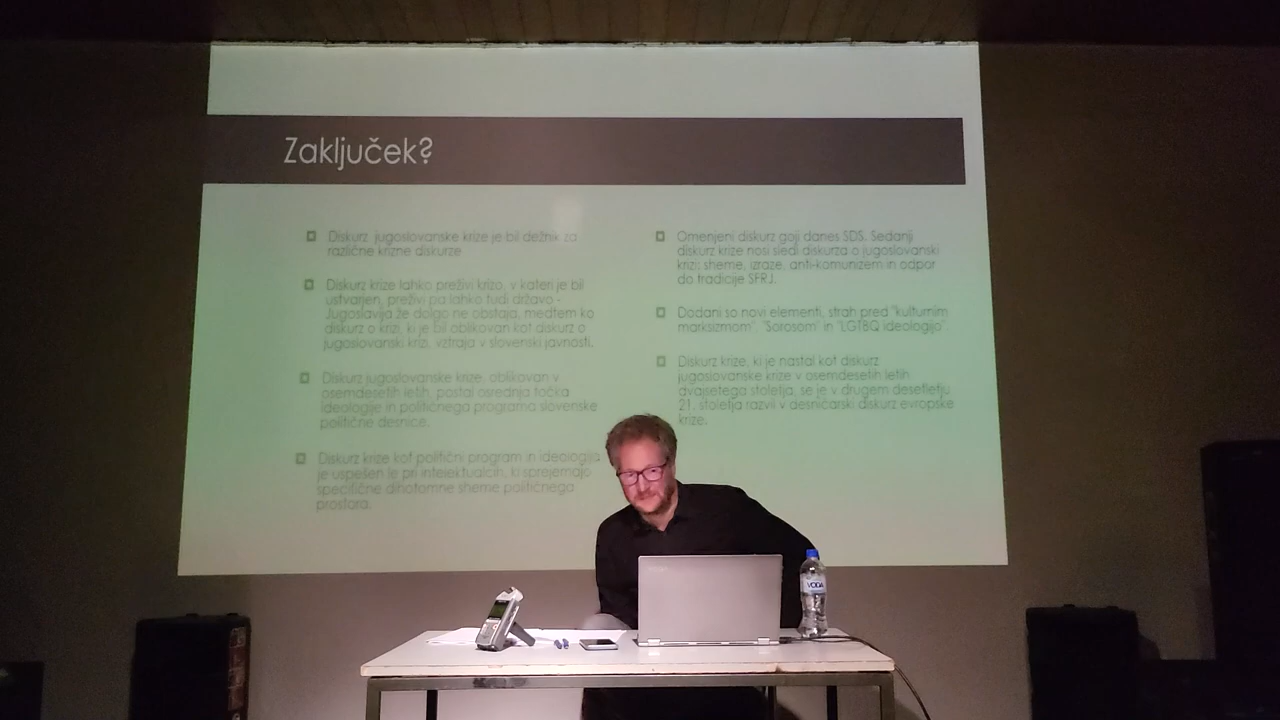 Zaključek?
Diskurz jugoslovanske krize je bil dežnik za
različne krizne diskurze
Diskurz krize lahko preživi krizo, v kateri je bil
ustvarjen, preživi pa lahko tudi državo -
Jugoslavija že dolgo ne obstaja, medtem ko
diskurz o krizi, ki je bil oblikovan kot diskurz o
jugoslovanski krizi, vztraja v slovenski javnosti.
Diskurz jugoslovanske krize, oblikovan v
osemdesetih letih, postal osrednja točka
ideologije in političnega programa slovenske
politične desnice.
Diskurz krize kot politični program in ideologija
je uspešen le pri intelektualcih, ki sprejemajo
specifične dihotomne sheme političnega
prostora.
Omenjeni diskurz goji danes SDS. Sedanji
diskurz krize nosi sledi diskurza o jugoslovanski
krizi: sheme, izraze, anti-komunizem in odpor
do tradicije SFRJ.
Dodani so novi elementi, strah pred "kulturnim
marksizmom", "Sorosom" in "LGTBQ ideologijo"
Diskurz krize, ki je nastal kot diskurz
jugoslovanske krize v osemdesetih letih
dvajsetega stoletja, se je v drugem desetletju
21. stoletja razvil v desničarski diskurz evropske
krize.
VODA